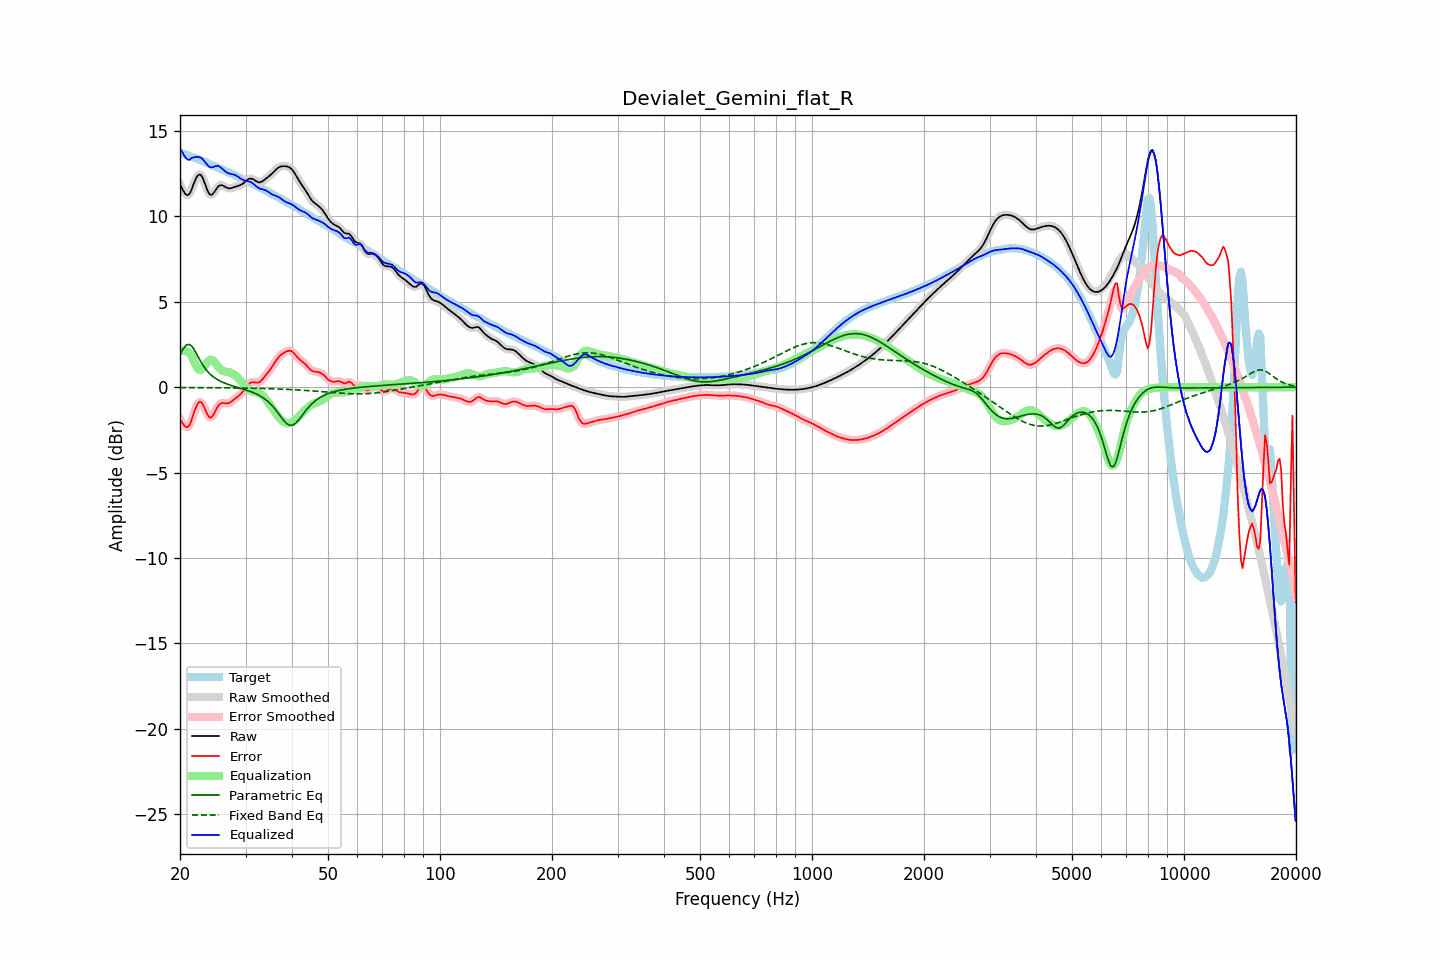 Devialet_Gemini_flat_R
15
10
5
0
−5
−10
−15
−20
−25
Amplitude (dBr)
Target
Raw Smoothed
Error Smoothed
Raw
Error
Equalization
Parametric Eq
Fixed Band Eq
Equalized
20 50 100 200 500 1000 2000 5000 10000 20000
Frequency (Hz)